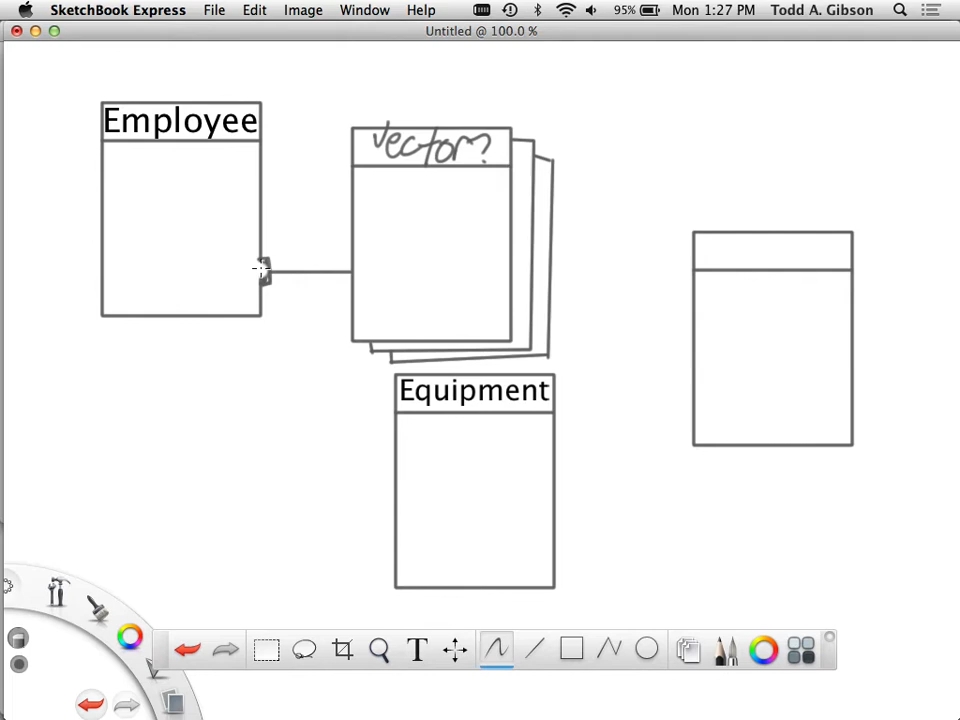 SketchBook Express File Edit Image Window Help 95% Mon 1:27 PM Todd A. Gibson
Untitled @ 100.0 %
Employee
vector?
Equipment
T